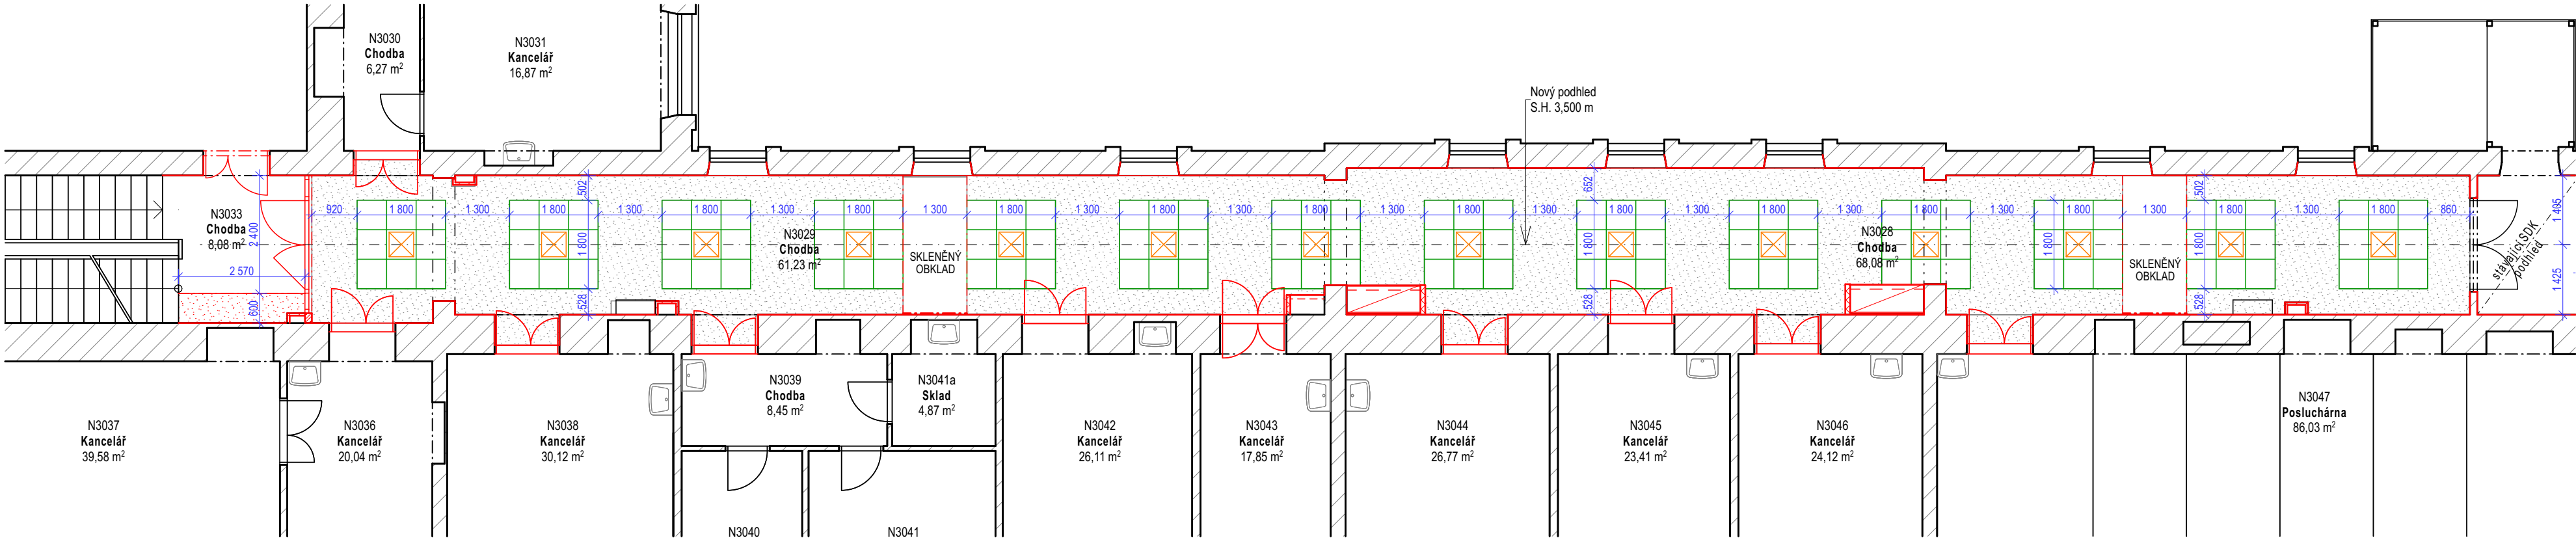 N3030
Chodba
6,27 m²
N3031
Kancelář
16,87 m²
Nový podhled
S.H. 3,500 m
N3033
Chodba
8,08 m²
2 400
2 570
600
920
1 800
1 300
1 800
1 300
1 800
1 300
1 800
1 300
1 800
1 300
1 800
1 300
1 800
1 300
1 800
1 300
1 800
1 300
1 800
1 300
1 800
1 300
1 800
1 300
1 800
1 300
1 800
860
502
1 800
528
N3029
Chodba
61,23 m²
SKLENĚNÝ
OBKLAD
652
1 800
528
N3028
Chodba
68,08 m²
1 800
SKLENĚNÝ
OBKLAD
502
1 800
528
stávající SDK
podhled
1 405
1 425
N3037
Kancelář
39,58 m²
N3036
Kancelář
20,04 m²
N3038
Kancelář
30,12 m²
N3039
Chodba
8,45 m²
N3041a
Sklad
4,87 m²
N3042
Kancelář
26,11 m²
N3043
Kancelář
17,85 m²
N3044
Kancelář
26,77 m²
N3045
Kancelář
23,41 m²
N3046
Kancelář
24,12 m²
N3047
Posluchárna
86,03 m²
N3040
N3041